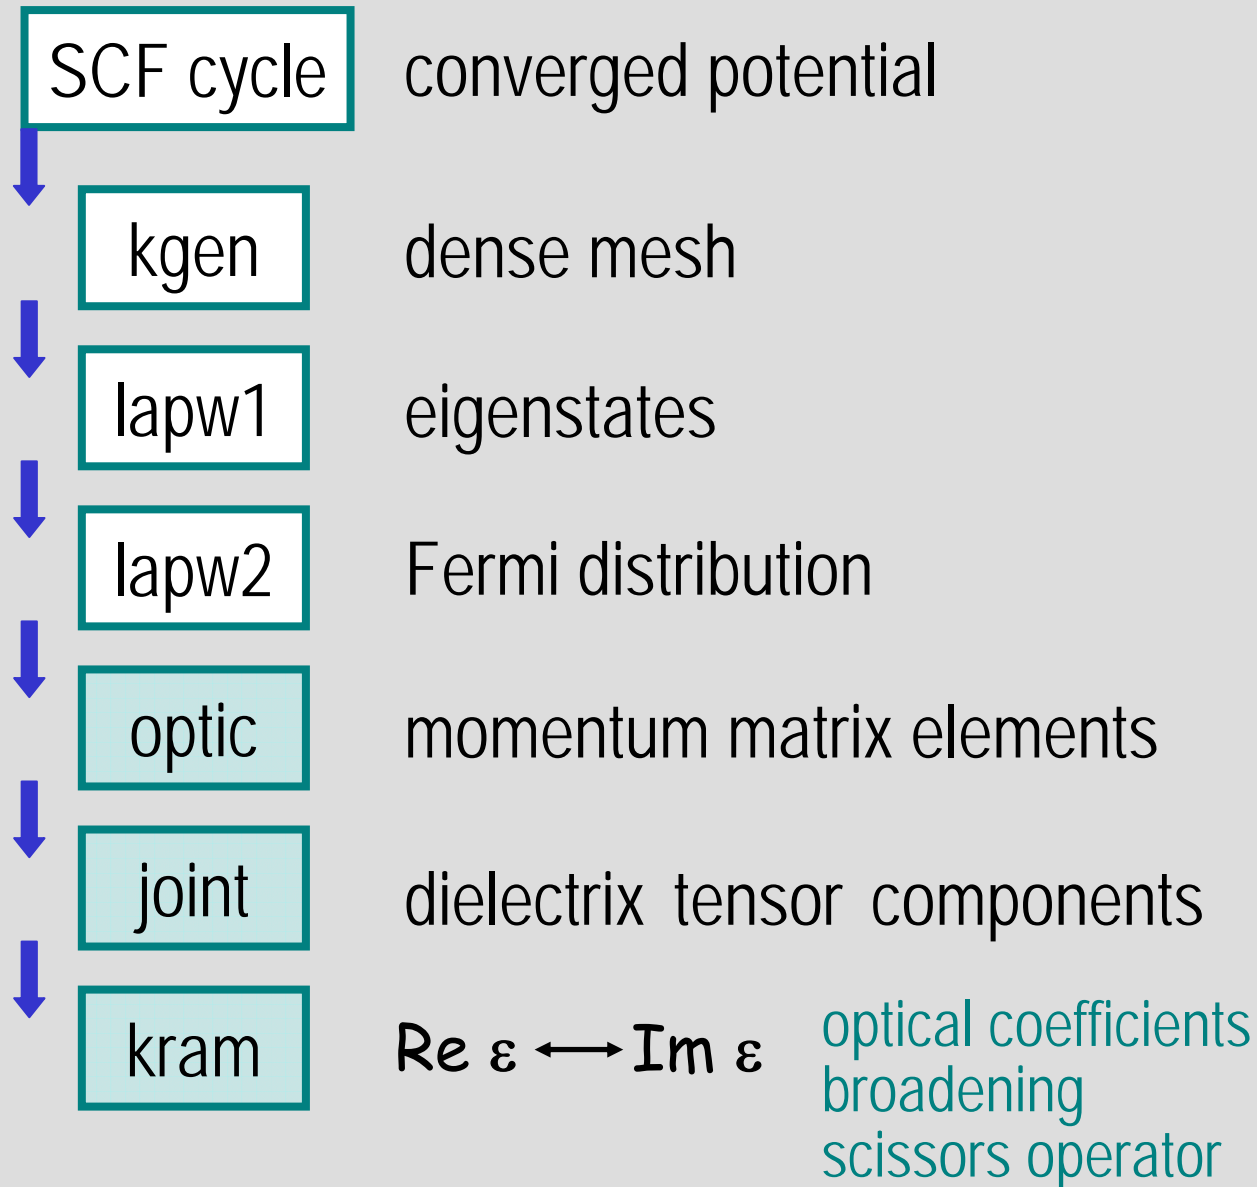 SCF cycle converged potential
kgen dense mesh
lapw1 eigenstates
lapw2 Fermi distribution
optic momentum matrix elements
joint dielectrix tensor components
kram Re ε ↔ Im ε
optical coefficients
broadening
scissors operator